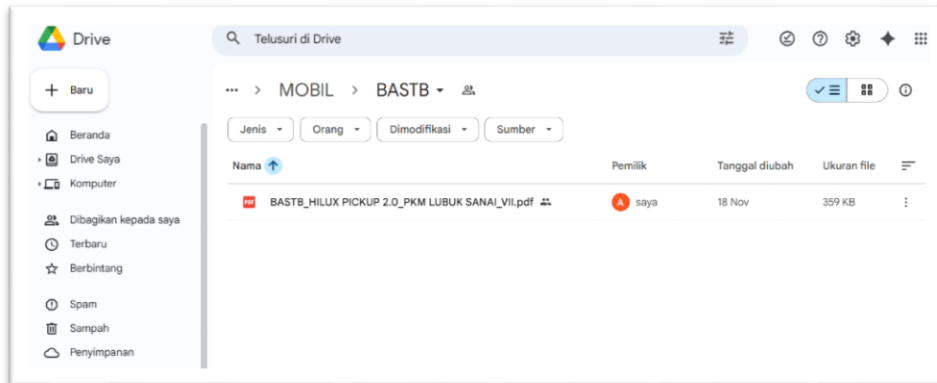 Drive
Telusuri di Drive
Baru
... > MOBIL > BASTB
Jenis Orang Dimodifikasi Sumber
Nama Pemilik Tanggal diubah Ukuran file
PDF BASTB_HILUX PICKUP 2.0_PKM LUBUK SANAI_VII.pdf A saya 18 Nov 359 KB
Beranda
Drive Saya
Komputer
Dibagikan kepada saya
Terbaru
Berbintang
Spam
Sampah
Penyimpanan